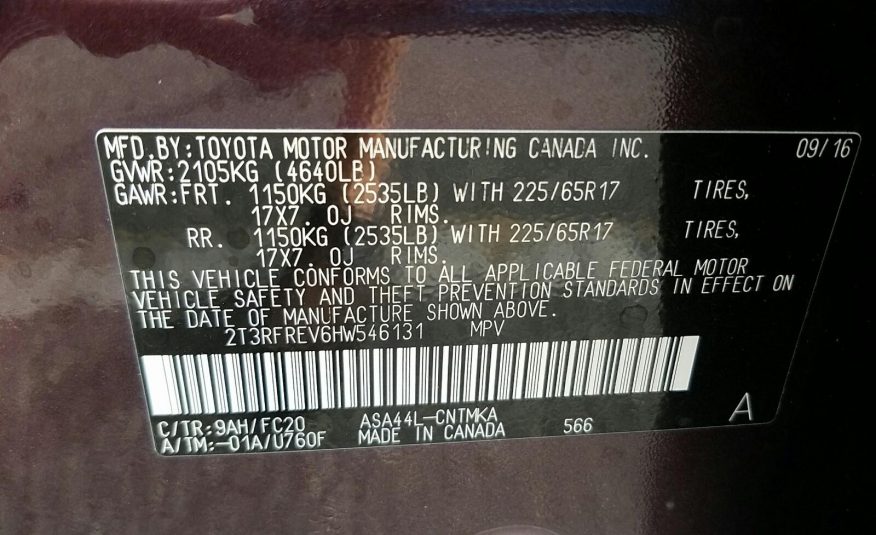 MFD.BY:TOYOTA MOTOR MANUFACTURING CANADA INC. 09/16
GVWR:2105KG (4640LB)
GAWR:FRT. 1150KG (2535LB) WITH 225/65R17 TIRES,
17X7.0J RIMS.
RR. 1150KG (2535LB) WITH 225/65R17 TIRES,
17X7.0J RIMS.
THIS VEHICLE CONFORMS TO ALL APPLICABLE FEDERAL MOTOR
VEHICLE SAFETY AND THEFT PREVENTION STANDARDS IN EFFECT ON
THE DATE OF MANUFACTURE SHOWN ABOVE.
2T3RFREV6HW546131 MPV
C/TR:9AH/FC20 ASA44L-CNTMKA 566 A
A/TM:-01A/U760F MADE IN CANADA